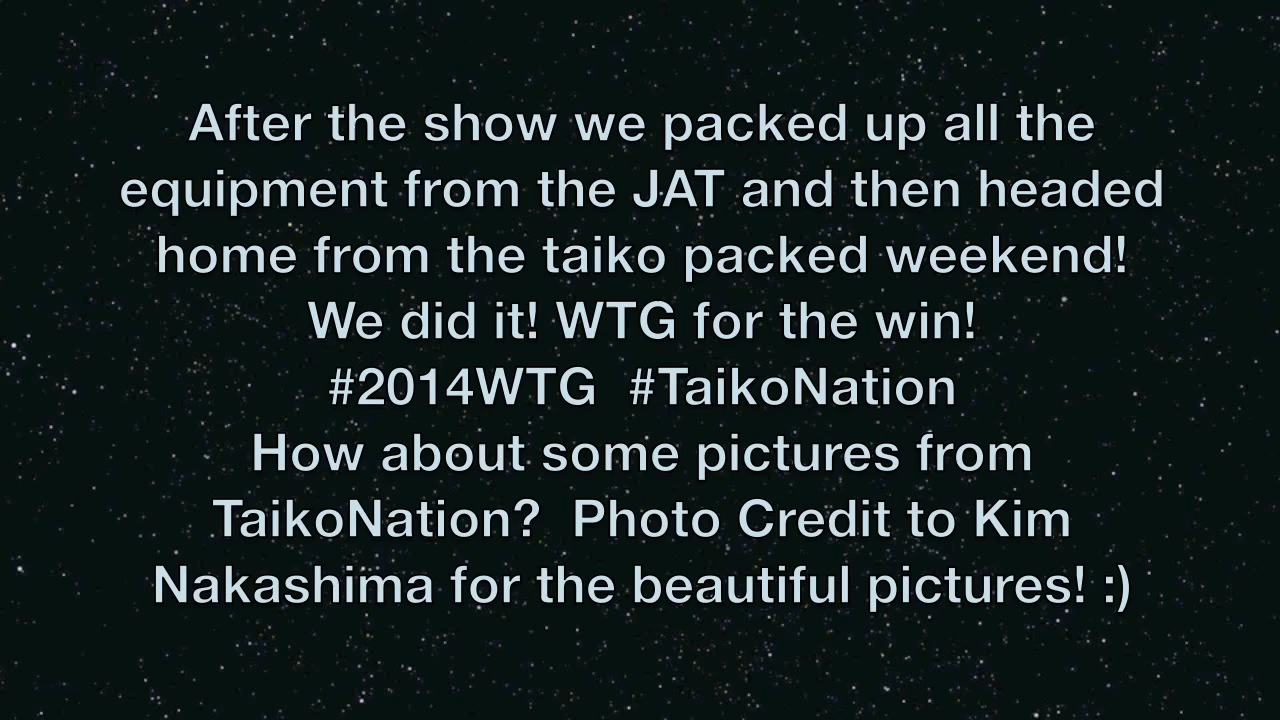 After the show we packed up all the
equipment from the JAT and then headed
home from the taiko packed weekend!
We did it! WTG for the win!
#2014WTG  #TaikoNation
How about some pictures from
TaikoNation?  Photo Credit to Kim
Nakashima for the beautiful pictures! :)